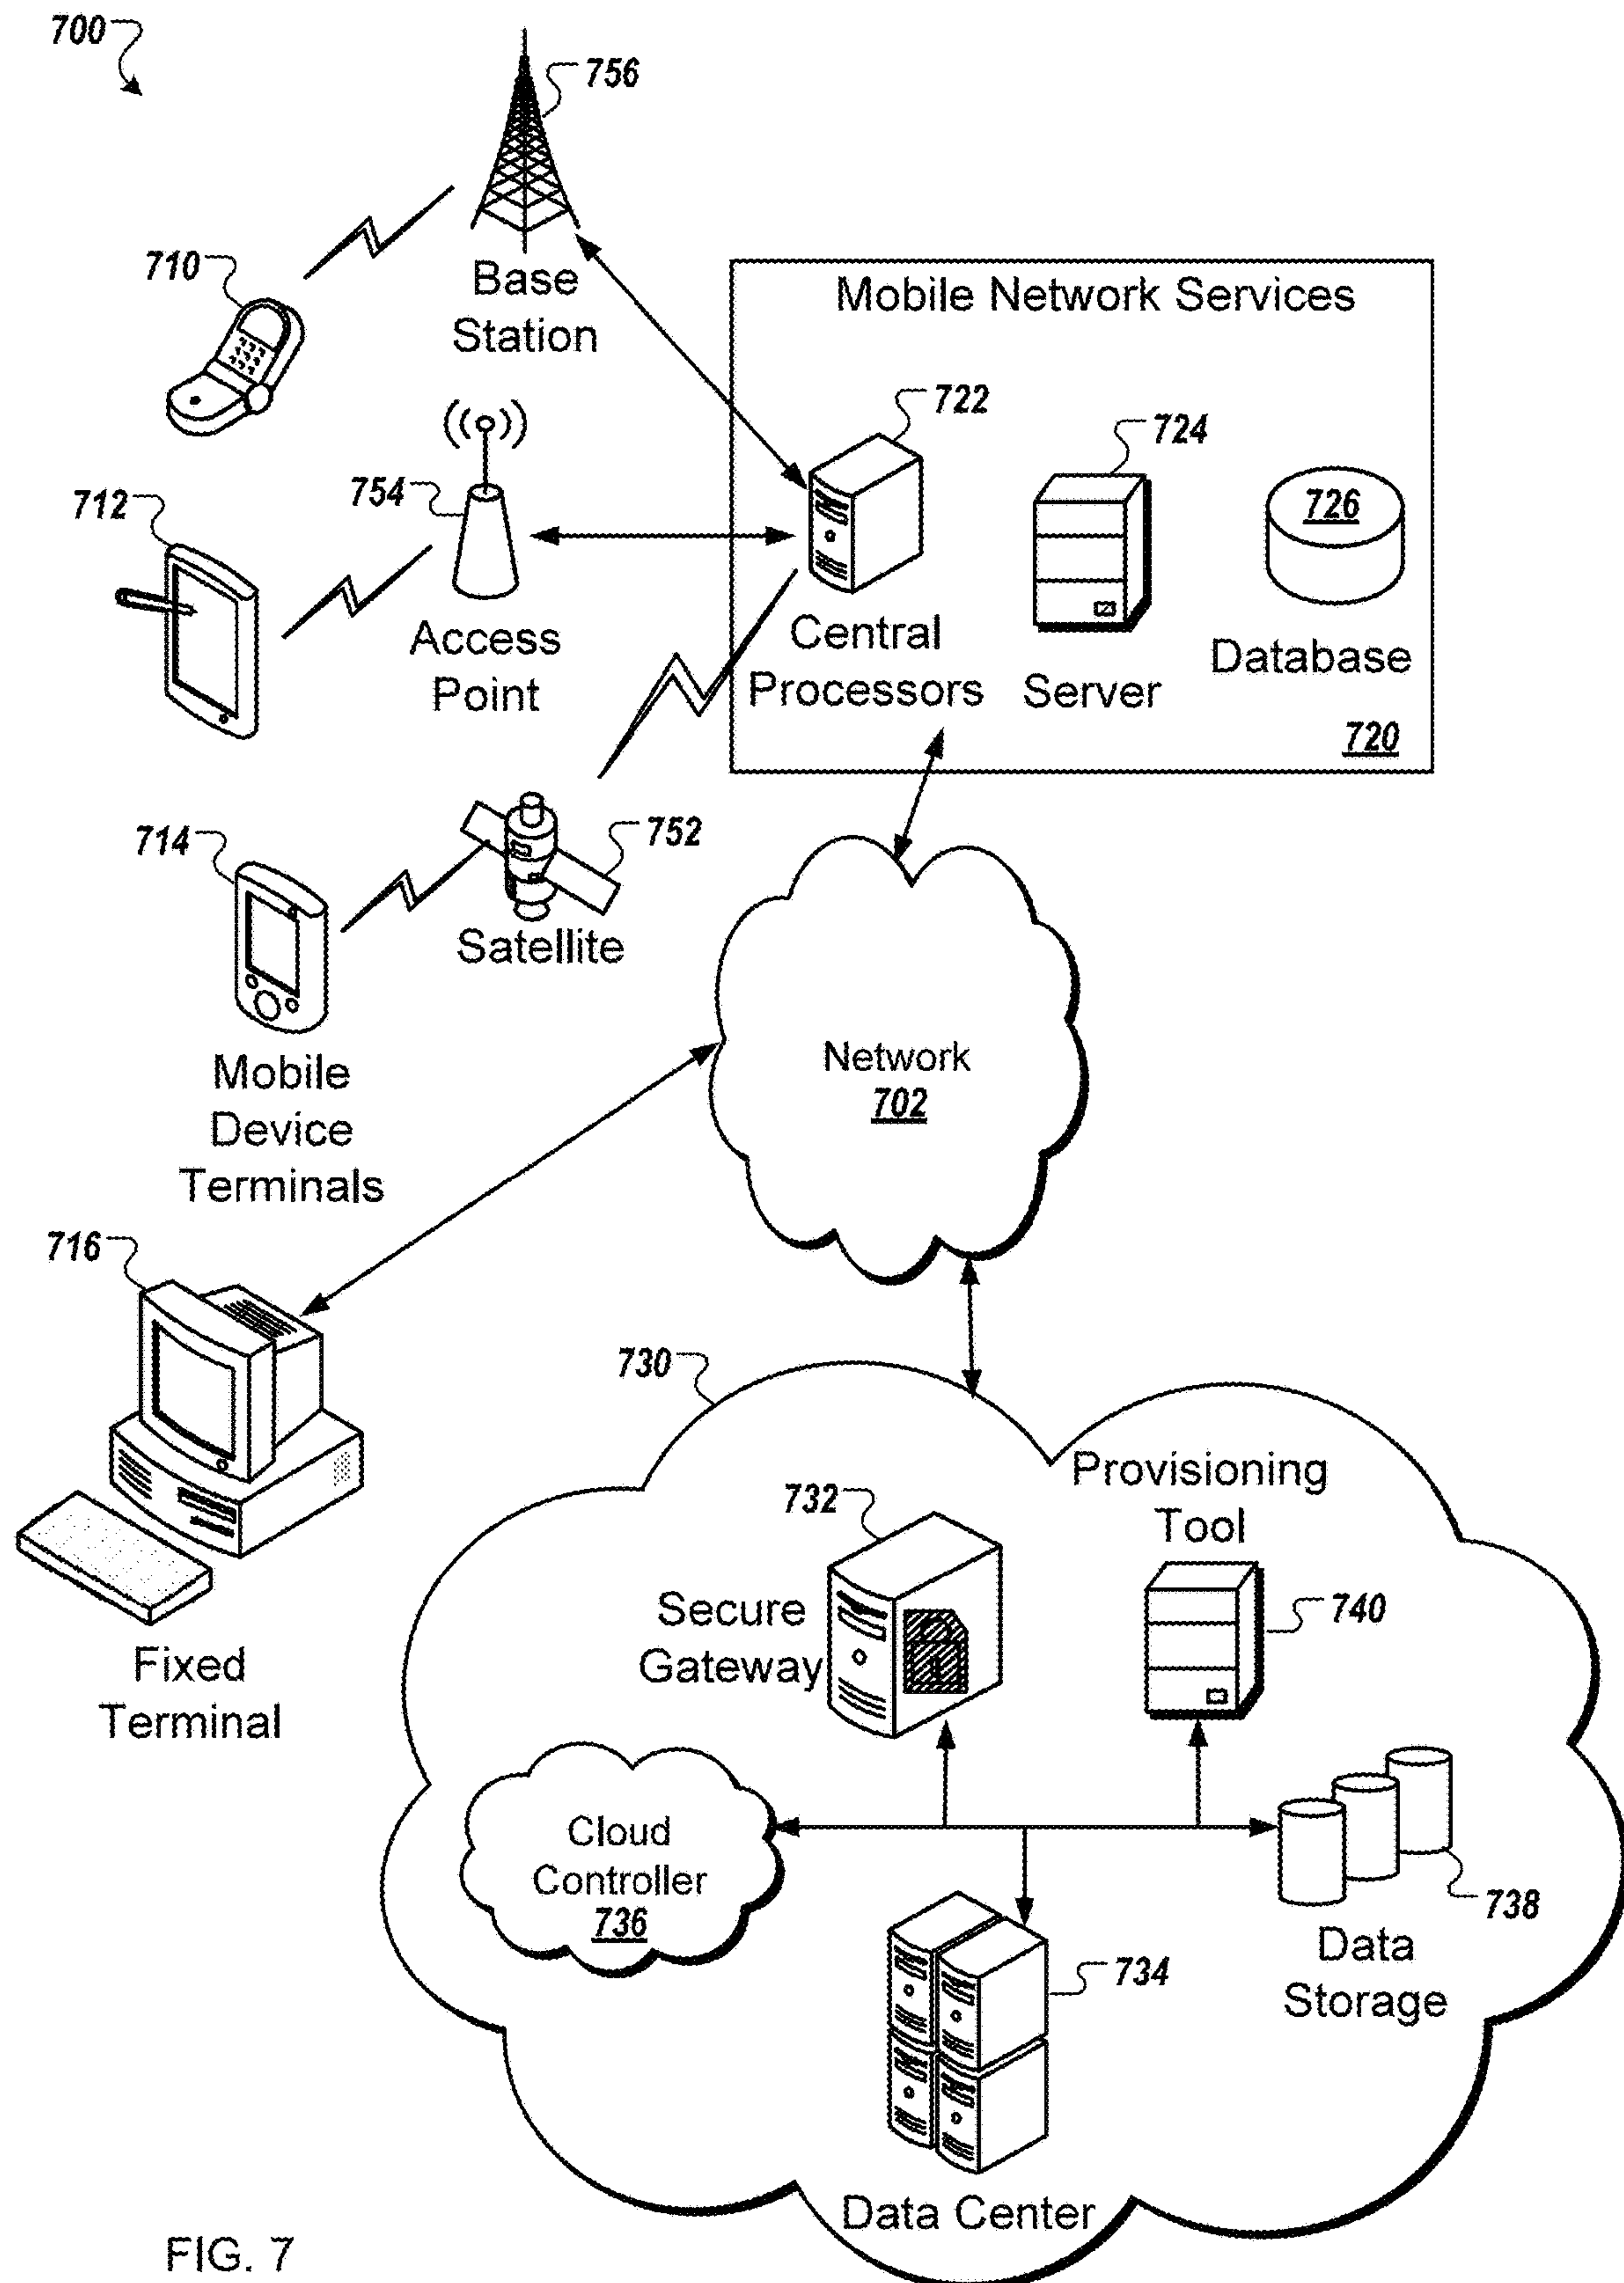 700
756
710
Base
Station
Mobile Network Services
722
724
726
712
754
Access
Point
Central
Processors
Server
Database
720
714
752
Satellite
Mobile
Device
Terminals
Network
702
716
Fixed
Terminal
730
Provisioning
Tool
732
Secure
Gateway
740
Cloud
Controller
736
738
Data
Storage
734
Data Center
FIG. 7